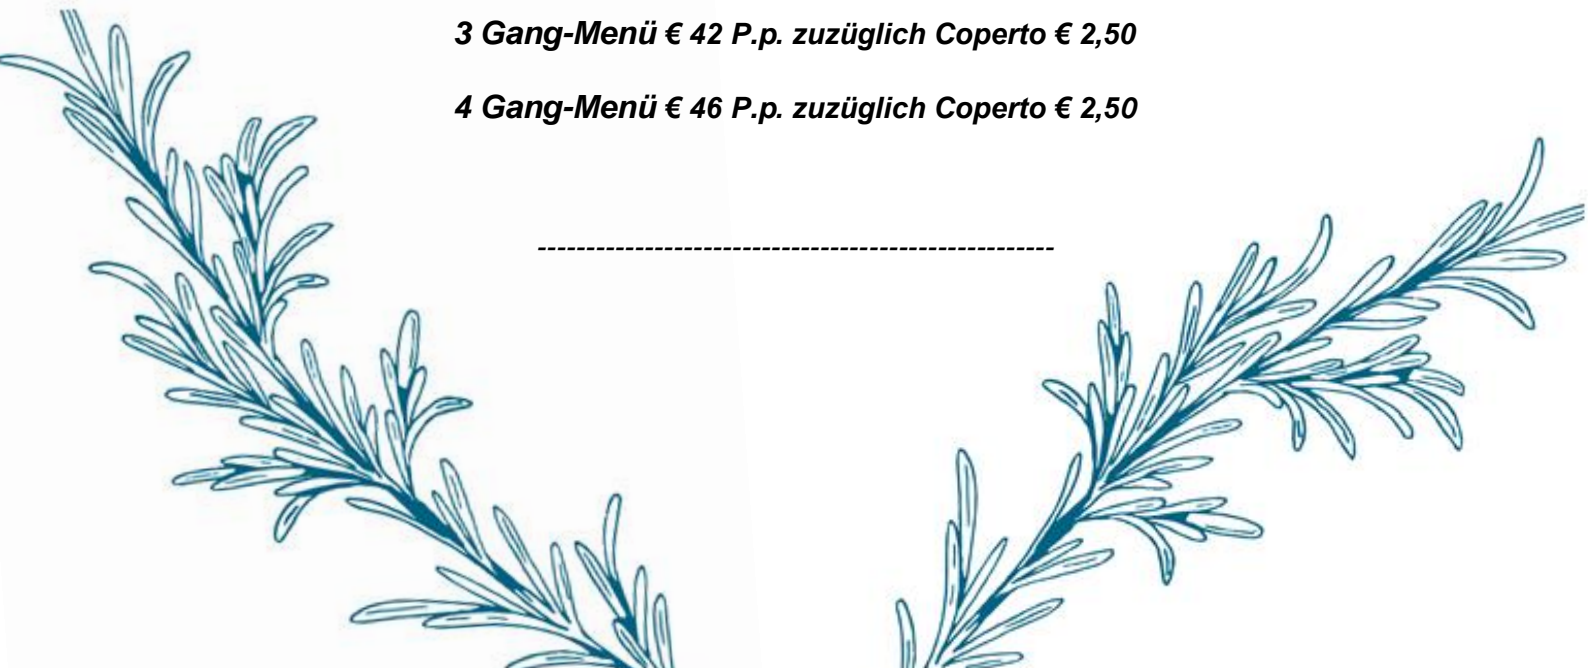 3 Gang-Menü € 42 P.p. zuzüglich Coperto € 2,50
4 Gang-Menü € 46 P.p. zuzüglich Coperto € 2,50
-----------------------------------------------------